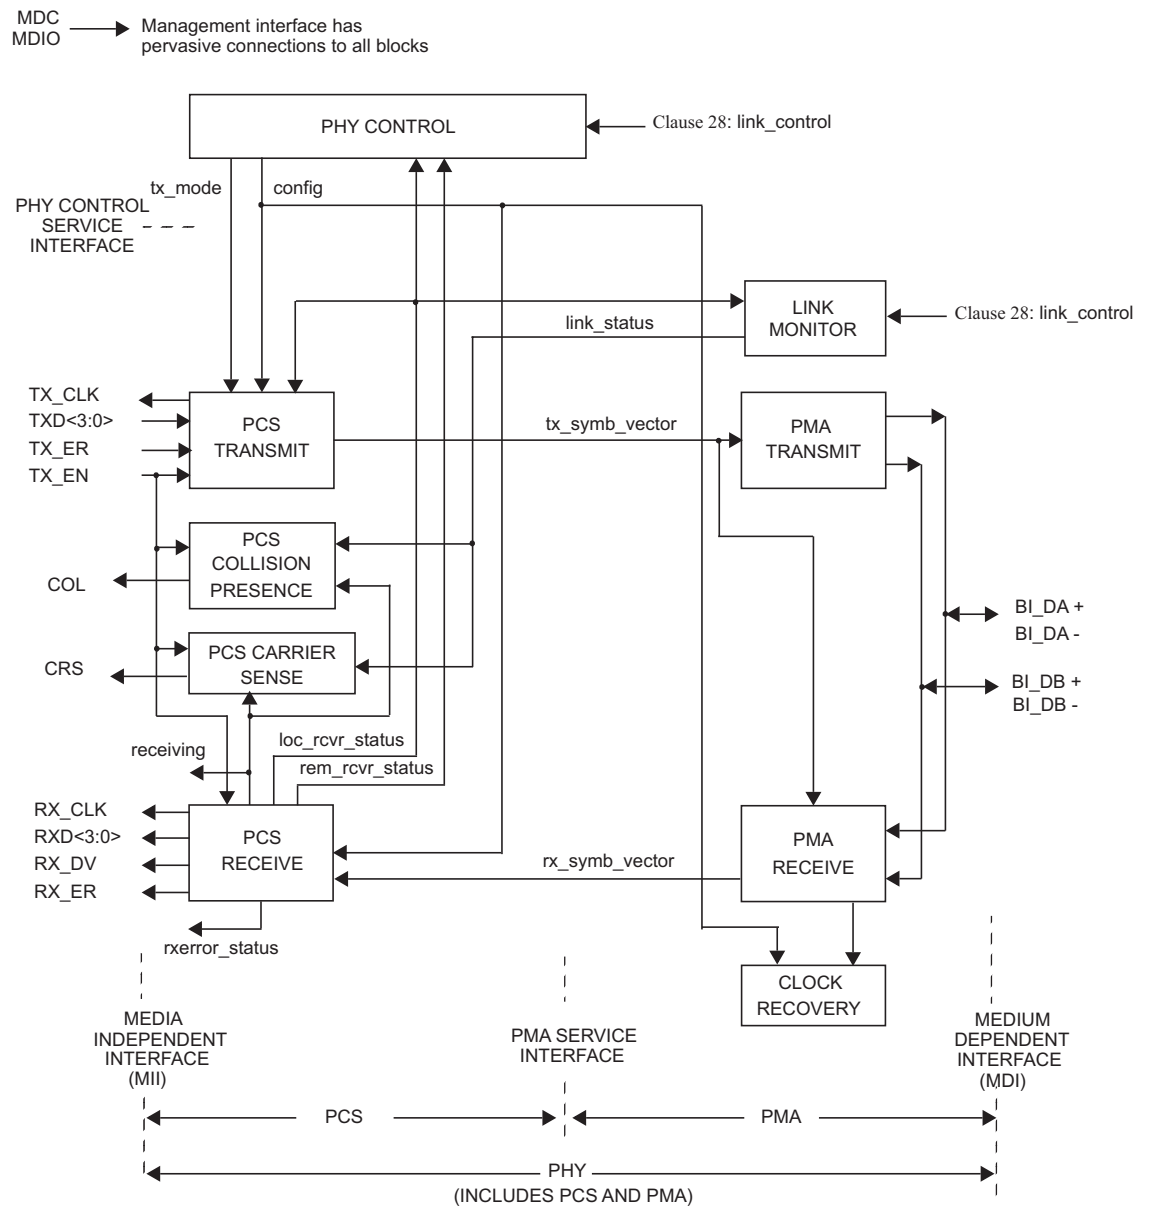 MDC
MDIO
Management interface has
pervasive connections to all blocks
PHY CONTROL
Clause 28: link_control
tx_mode
config
PHY CONTROL
SERVICE
INTERFACE
LINK
MONITOR
Clause 28: link_control
link_status
TX_CLK
TXD<3:0>
TX_ER
TX_EN
PCS
TRANSMIT
tx_symb_vector
PMA
TRANSMIT
PCS
COLLISION
PRESENCE
COL
PCS CARRIER
SENSE
CRS
BI_DA +
BI_DA -
BI_DB +
BI_DB -
receiving
loc_rcvr_status
rem_rcvr_status
RX_CLK
RXD<3:0>
RX_DV
RX_ER
PCS
RECEIVE
rx_symb_vector
PMA
RECEIVE
rxerror_status
CLOCK
RECOVERY
MEDIA
INDEPENDENT
INTERFACE
(MII)
PMA SERVICE
INTERFACE
MEDIUM
DEPENDENT
INTERFACE
(MDI)
PCS
PMA
PHY
(INCLUDES PCS AND PMA)